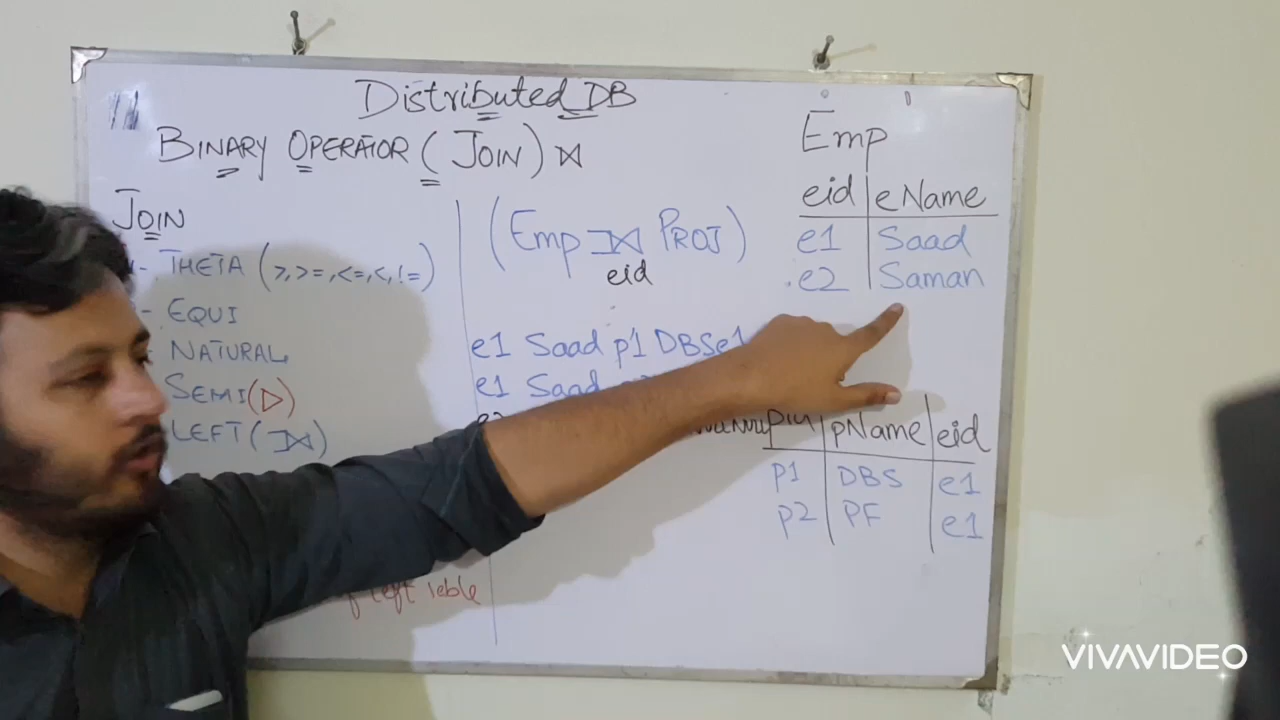 Distributed DB
BINARY OPERATOR (JOIN) ⋈
JOIN
- THETA (>,>=,<=,<,!=)
- EQUI
- NATURAL
SEMI(▷)
LEFT(⟕)
left
(Emp ⟕ PROJ)
eid
e1 Saad p1 DBS e1
e1 Saad
Emp
eid eName
e1 Saad
e2 Saman
pName eid
p1 DBS e1
p2 PF e1
VIVAVIDEO